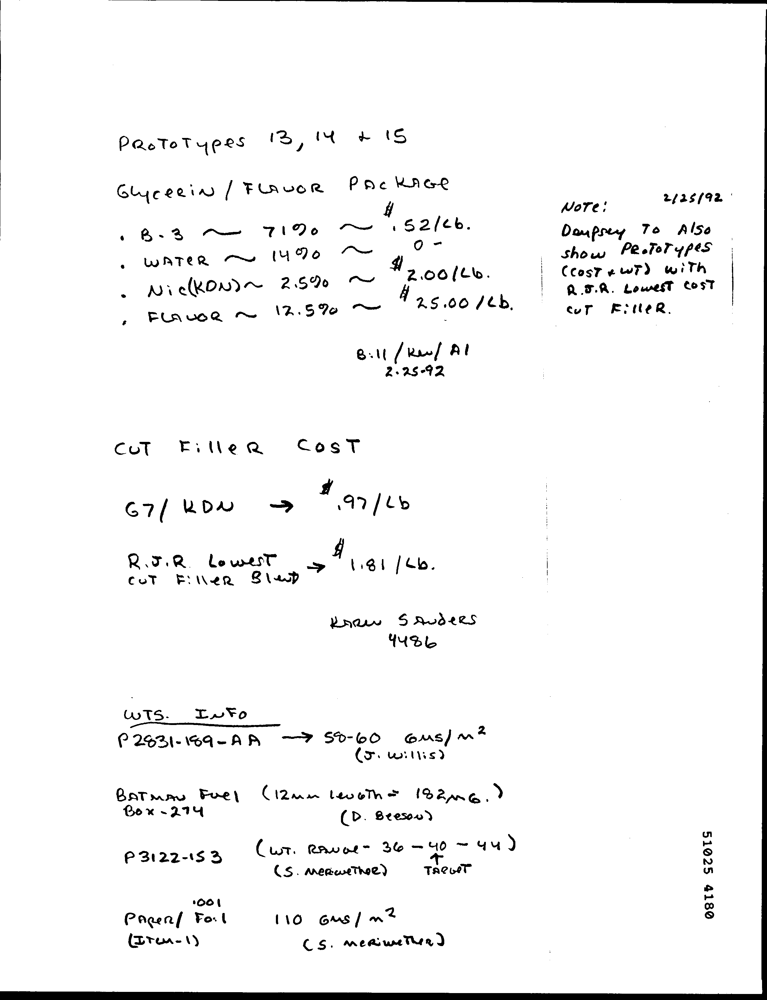 PROTOTYPES 13, 14 + 15
GLYCERIN / FLAVOR PACKAGE
. B-3 ~ 71% ~ $.52/Lb.
. WATER ~ 14% ~ 0 -
. Nic(KDN) ~ 2.5% ~ $2.00/Lb.
. FLAVOR ~ 12.5% ~ $25.00/Lb.
Bill / Ken / Al
2-25-92
NOTE: 2/25/92
Dempsey To Also
show PROTOTYPES
(COST & WT) WITH
R.J.R. LOWEST COST
CUT FILLER.
CUT FILLER COST
G7/ KDN → $.97/Lb
R.J.R. LOWEST → $1.81/Lb.
CUT FILLER Blend
KAREN SANDERS
4486
WTS. INFO
P2831-189-AA → 58-60 GMS/M²
(J. Willis)
BATMAN FUEL (12mm LENGTH = 182MG.)
BOX-274
(D. BEESON)
P3122-153 (WT. RANGE - 36 - 40 - 44)
↑
(S. MERIWETHER) TARGET
.001
PAPER/ FOIL 110 GMS/M²
(ITEM-1) (S. MERIWETHER)
51025 4180